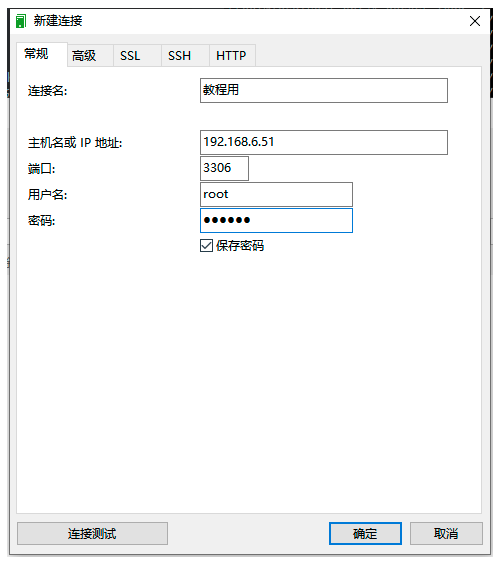 新建连接
常规 高级 SSL SSH HTTP
连接名: 教程用
主机名或 IP 地址: 192.168.6.51
端口: 3306
用户名: root
密码: ●●●●●●
保存密码
连接测试 确定 取消